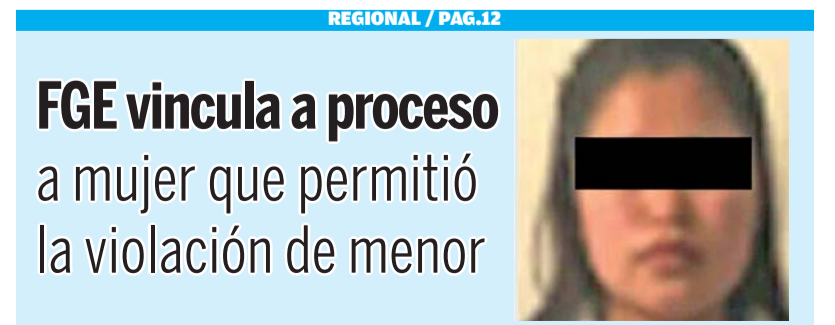 REGIONAL / PAG.12
FGE vincula a proceso
a mujer que permitió
la violación de menor